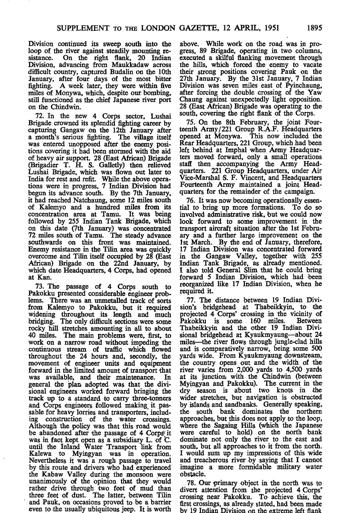 SUPPLEMENT TO THE LONDON GAZETTE, 12 APRIL, 1951 1895
Division continued its sweep south into the
loop of the river against steadily mounting re-
sistance. On the right flank, 20 Indian
Division, advancing from Maukkadaw across
difficult country, captured Budalin on the 10th
January, after four days of the most bitter
fighting. A week later, they were within five
miles of Monywa, which, despite our bombing,
still functioned as the chief Japanese river port
on the Chindwin.
72. In the new 4 Corps sector, Lushai
Brigade crowned its splendid fighting career by
capturing Gangaw on the 12th January after
a month's serious fighting. The village itself
was unopposed after the enemy posi-
tions covering it had been stormed with the aid
of heavy air support. 28 (East African) Brigade
(Brigadier T. H. S. Galletly) then relieved
Lushai Brigade, which was flown out later to
India for rest and refit. While the above opera-
tions were in progress, 7 Indian Division had
begun its advance south. By the 7th January,
it had reached Natchaung, some 12 miles south
of Kalemyo and a hundred miles from its
concentration area at Tamu. It was being
followed by 255 Indian Tank Brigade, which
on this date (7th January) was concentrated
72 miles south of Tamu. The steady advance
southwards on this front was maintained.
Enemy resistance in the Tilin area was quickly
overcome and Tilin itself occupied by 28 (East
African) Brigade on the 22nd January, by
which date Headquarters, 4 Corps, had opened
at Kan.
73. The passage of 4 Corps south to
Pakokku presented considerable engineer prob-
lems. There was an unmetalled track of sorts
from Kalemyo to Pakokku, but it required
widening throughout its length and much
bridging. The only difficult sections were some
rocky hill stretches amounting in all to about
40 miles. The main problems were, first, to
work on a narrow road without impeding the
continuous stream of traffic which flowed
throughout the 24 hours and, secondly, the
movement of engineer units and equipment
forward in the limited amount of transport that
was available, and their maintenance. In
general the plan adopted was that the divi-
sional engineers worked forward bringing the
track up to a standard to carry three-tonners
and Corps engineers followed making it pas-
sable for heavy lorries and transporters, includ-
ing construction of the water crossings.
Although the policy was that this road would
be abandoned after the passage of 4 Corps it
was in fact kept open as a subsidiary L. of C.
until the Inland Water Transport link from
Kalewa to Myingyan was in operation.
Nevertheless it was a rough passage to travel
by this route and drivers who had experienced
the Kabaw Valley during the monsoon were
unanimously of the opinion that they would
rather drive through two feet of mud than
three feet of dust. The latter, between Tilin
and Pauk, on occasions proved to be a barrier
even to the usually ubiquitous jeep. It is worth
above. While work on the road was in pro-
gress, 89 Brigade, operating in two columns,
executed a skilful flanking movement through
the hills, which forced the enemy to vacate
their strong positions covering Pauk on the
27th January. By the 31st January, 7 Indian
Division was seven miles east of Pyinchaung,
after forcing the double crossing of the Yaw
Chaung against unexpectedly light opposition.
28 (East African) Brigade was operating to the
south, covering the right flank of the Corps.
75. On the 8th February, the joint Four-
teenth Army/221 Group R.A.F. Headquarters
opened at Monywa. This now included the
Rear Headquarters, 221 Group, which had been
left behind at Imphal when Army Headquar-
ters moved forward, only a small operations
staff then accompanying the Army Head-
quarters. 221 Group Headquarters, under Air
Vice-Marshal S. F. Vincent, and Headquarters
Fourteenth Army maintained a joint Head-
quarters for the remainder of the campaign.
76. It was now becoming operationally essen-
tial to bring up more formations. To do so
involved administrative risk, but we could now
look forward to some improvement in the
transport aircraft situation after the 1st Febru-
ary and a further large improvement on the
1st March. By the end of January, therefore,
17 Indian Division was concentrated forward
in the Gangaw Valley, together with 255
Indian Tank Brigade, as already mentioned.
I also told General Slim that he could bring
forward 5 Indian Division, which had been
reorganized like 17 Indian Division, when he
required it.
77. The distance between 19 Indian Divi-
sion's bridgehead at Thabeikkyin, to the
projected 4 Corps' crossing in the vicinity of
Pakokku is some 160 miles. Between
Thabeikkyin and the other 19 Indian Divi-
sional bridgehead at Kyaukmyaung—about 24
miles—the river flows through jungle-clad hills
and is comparatively narrow, being some 500
yards wide. From Kyaukmyaung downstream,
the country opens out and the width of the
river varies from 2,000 yards to 4,500 yards
at its junction with the Chindwin (between
Myingyan and Pakokku). The current in the
dry season is about two knots in the
wider stretches, but navigation is obstructed
by islands and sandbanks. Generally speaking,
the south bank dominates the northern
approaches, but this does not apply to the loop,
where the Sagaing Hills (which the Japanese
were careful to hold) on the north bank
dominate not only the river to the east and
south, but all approaches to it from the north.
I would sum up my impressions of this wide
and treacherous river by saying that I cannot
imagine a more formidable military water
obstacle.
78. Our primary object in the north was to
divert attention from the projected 4 Corps'
crossing near Pakokku. To achieve this, the
first crossings, as already stated, had been made
by 19 Indian Division on the extreme left flank